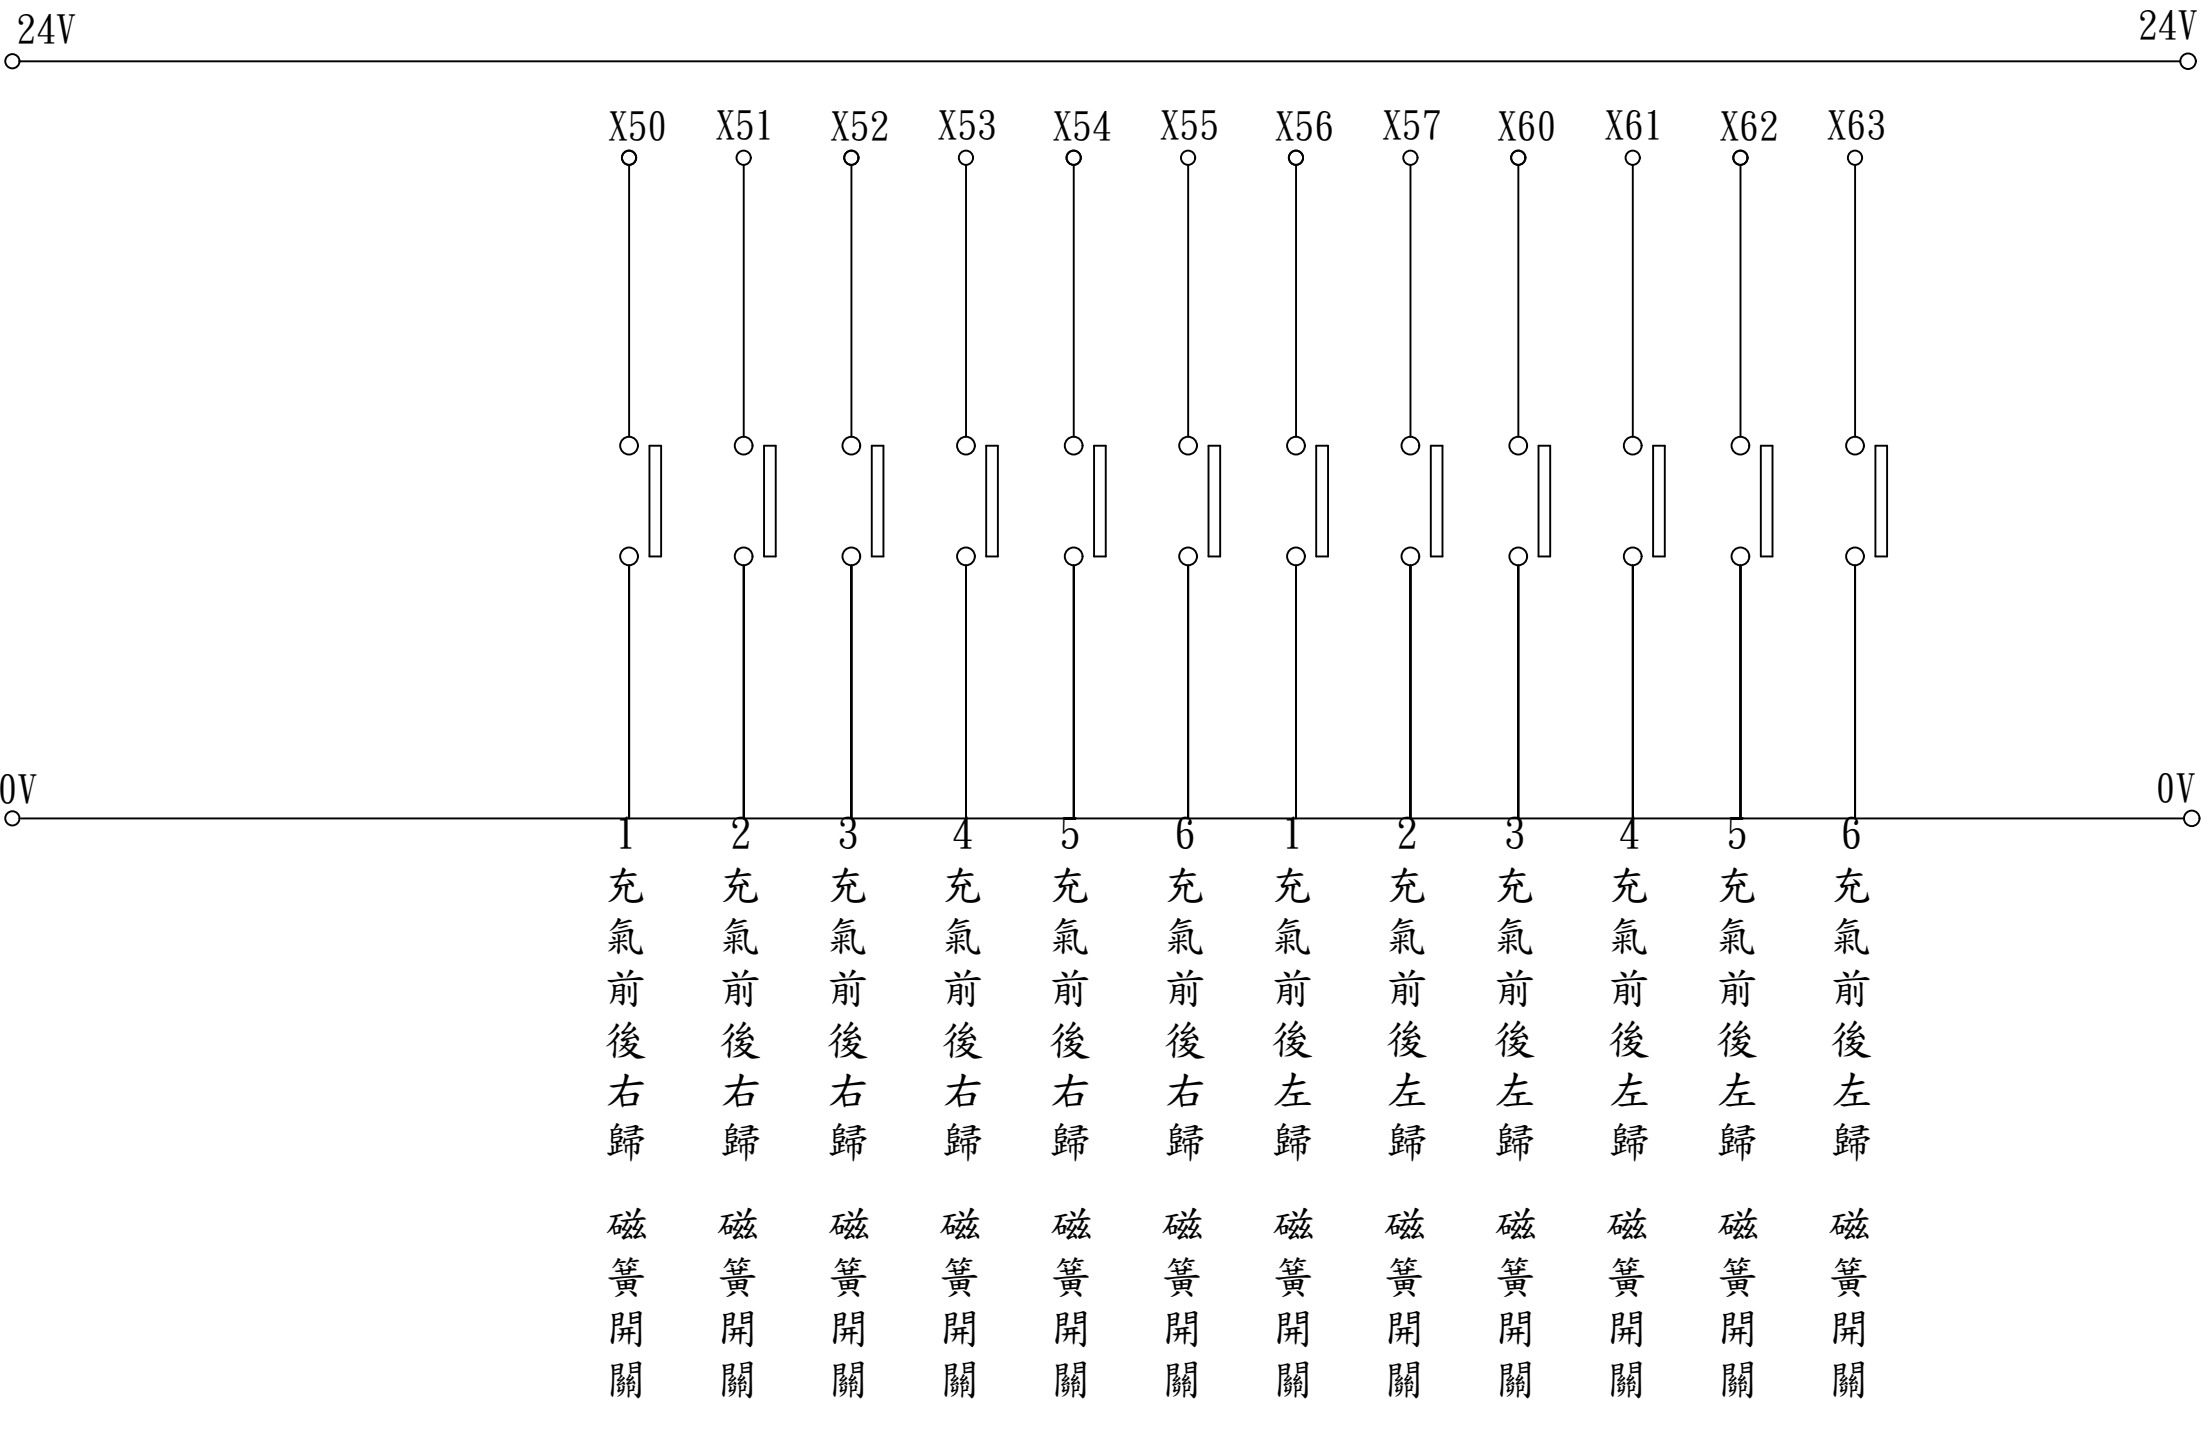 24V
24V
X50 X51 X52 X53 X54 X55 X56 X57 X60 X61 X62 X63
0V
0V
1充氣前後右歸 磁簧開關
2充氣前後右歸 磁簧開關
3充氣前後右歸 磁簧開關
4充氣前後右歸 磁簧開關
5充氣前後右歸 磁簧開關
6充氣前後右歸 磁簧開關
1充氣前後左歸 磁簧開關
2充氣前後左歸 磁簧開關
3充氣前後左歸 磁簧開關
4充氣前後左歸 磁簧開關
5充氣前後左歸 磁簧開關
6充氣前後左歸 磁簧開關